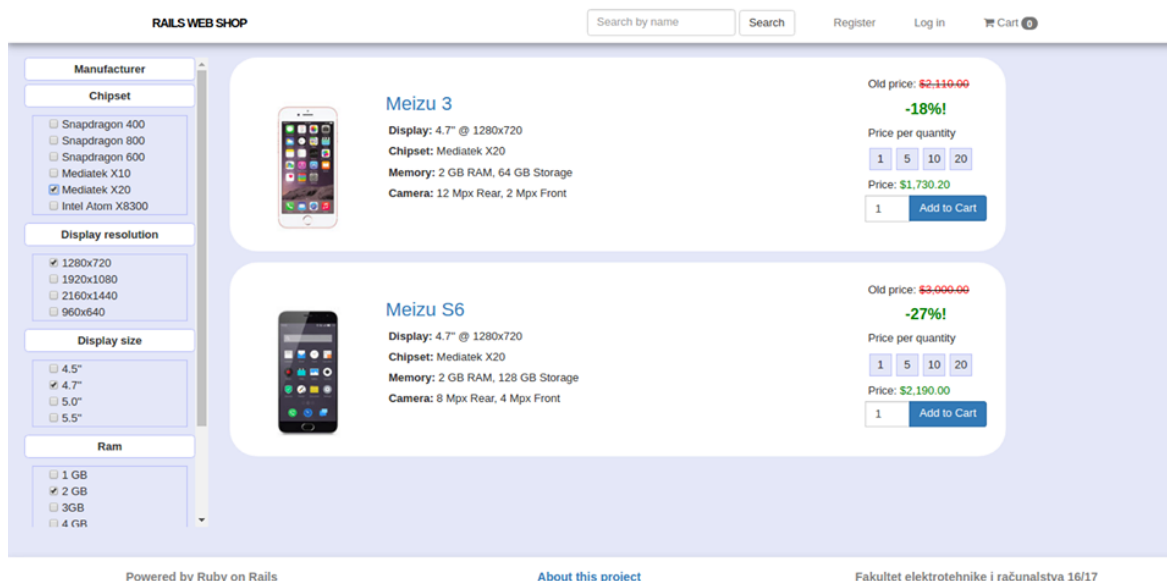 RAILS WEB SHOP
Search by name
Search
Register
Log in
Cart 0
Manufacturer
Chipset
Snapdragon 400
Snapdragon 800
Snapdragon 600
Mediatek X10
Mediatek X20
Intel Atom X8300
Display resolution
1280x720
1920x1080
2160x1440
960x640
Display size
4.5"
4.7"
5.0"
5.5"
Ram
1 GB
2 GB
3GB
4 GB
Meizu 3
Display: 4.7" @ 1280x720
Chipset: Mediatek X20
Memory: 2 GB RAM, 64 GB Storage
Camera: 12 Mpx Rear, 2 Mpx Front
Old price: $2,110.00
-18%!
Price per quantity
1 5 10 20
Price: $1,730.20
1 Add to Cart
Meizu S6
Display: 4.7" @ 1280x720
Chipset: Mediatek X20
Memory: 2 GB RAM, 128 GB Storage
Camera: 8 Mpx Rear, 4 Mpx Front
Old price: $3,000.00
-27%!
Price per quantity
1 5 10 20
Price: $2,190.00
1 Add to Cart
Powered by Ruby on Rails
About this project
Fakultet elektrotehnike i računalstva 16/17